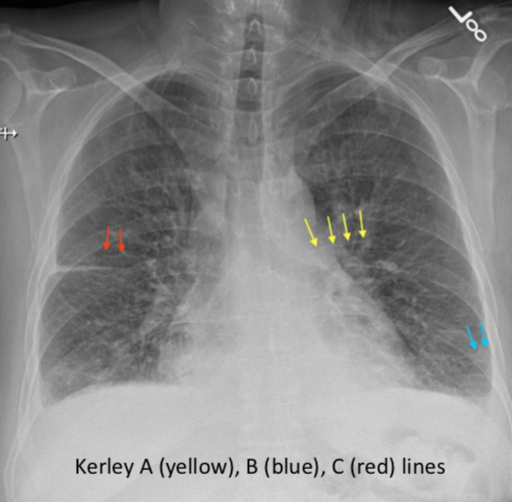 Kerley A (yellow), B (blue), C (red) lines